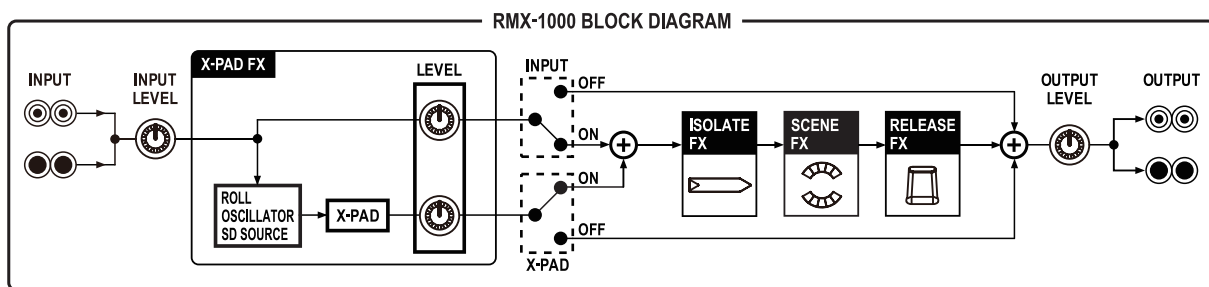 RMX-1000 BLOCK DIAGRAM
INPUT
INPUT
LEVEL
X-PAD FX
LEVEL
ROLL
OSCILLATOR
SD SOURCE
X-PAD
INPUT
OFF
ON
ON
OFF
X-PAD
ISOLATE
FX
SCENE
FX
RELEASE
FX
OUTPUT
LEVEL
OUTPUT